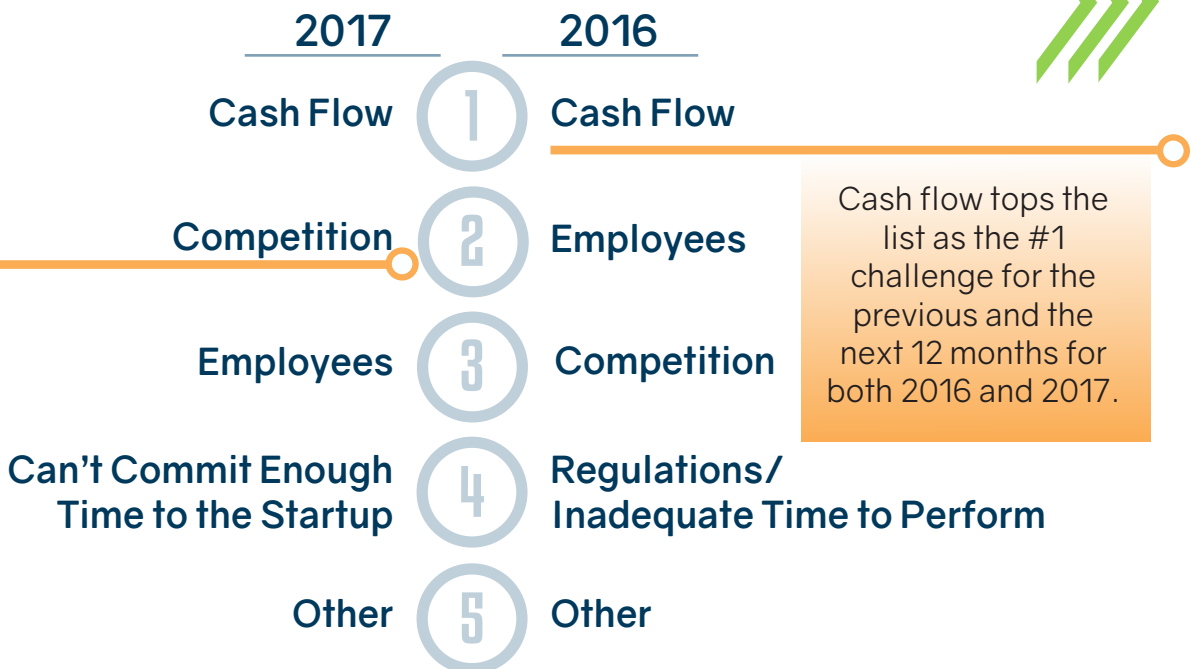 2017 2016
Cash Flow 1 Cash Flow
Competition 2 Employees
Employees 3 Competition
Can't Commit Enough
Time to the Startup
4
Regulations/
Inadequate Time to Perform
Other 5 Other
Cash flow tops the
list as the #1
challenge for the
previous and the
next 12 months for
both 2016 and 2017.